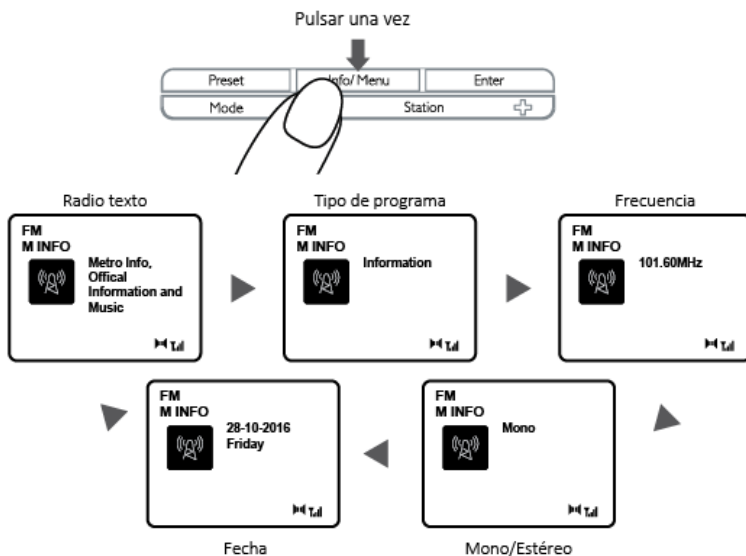 Pulsar una vez
Preset
Info/Menu
Enter
Mode
Station
Radio texto
Tipo de programa
Frecuencia
FM
M INFO
Metro Info,
Offical
Information and
Music
FM
M INFO
Information
FM
M INFO
101.60MHz
FM
M INFO
28-10-2016
Friday
FM
M INFO
Mono
Fecha
Mono/Estéreo